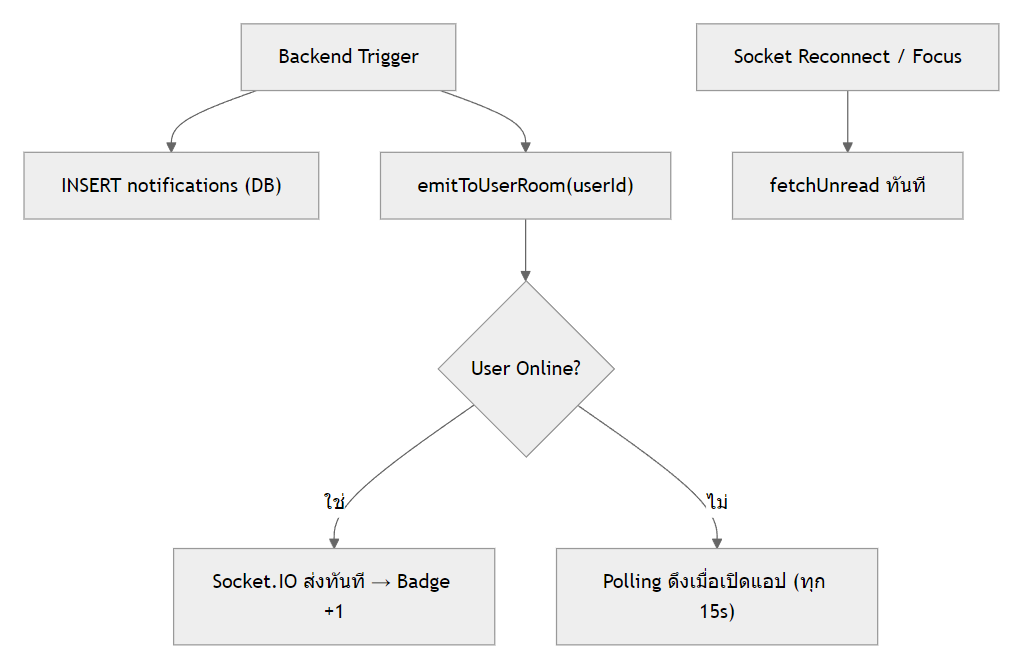 Backend Trigger
Socket Reconnect / Focus
INSERT notifications (DB)
emitToUserRoom(userId)
fetchUnread ทันที
User Online?
ใช่
ไม่
Socket.IO ส่งทันที → Badge
+1
Polling ดึงเมื่อเปิดแอป (ทุก
15s)